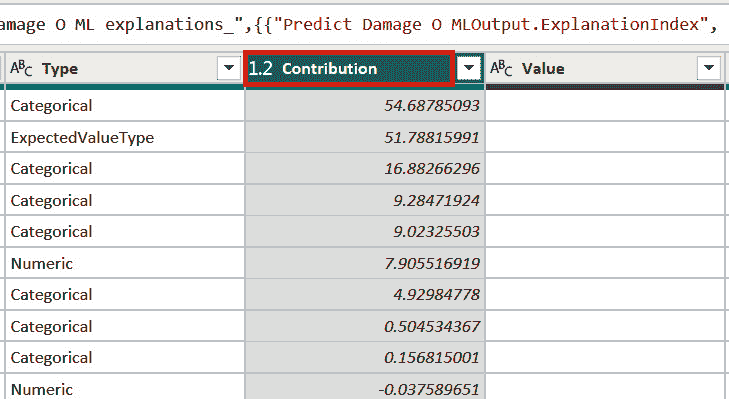 amage O ML explanations_",{{"Predict Damage O MLOutput.ExplanationIndex",
ABC Type 1.2 Contribution ABC Value
Categorical 54.68785093
ExpectedValueType 51.78815991
Categorical 16.88266296
Categorical 9.28471924
Categorical 9.02325503
Numeric 7.905516919
Categorical 4.92984778
Categorical 0.504534367
Categorical 0.156815001
Numeric -0.037589651